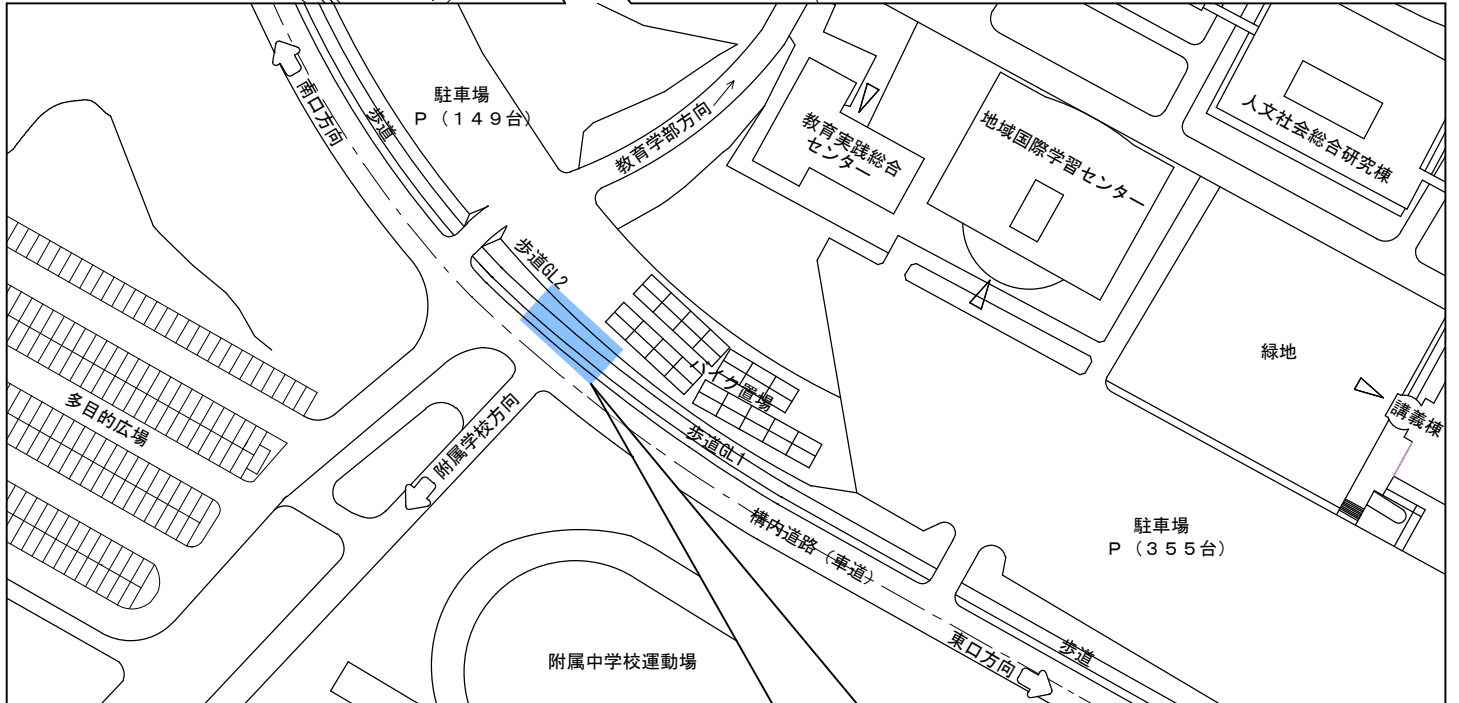 南口方向
歩道
駐車場
P（149台）
教育学部方向
教育実践総合
センター
地域国際学習センター
人文社会総合研究棟
歩道GL2
緑地
バイク置場
講義棟
多目的広場
附属学校方向
歩道GL1
構内道路（車道）
駐車場
P（355台）
附属中学校運動場
東口方向
歩道